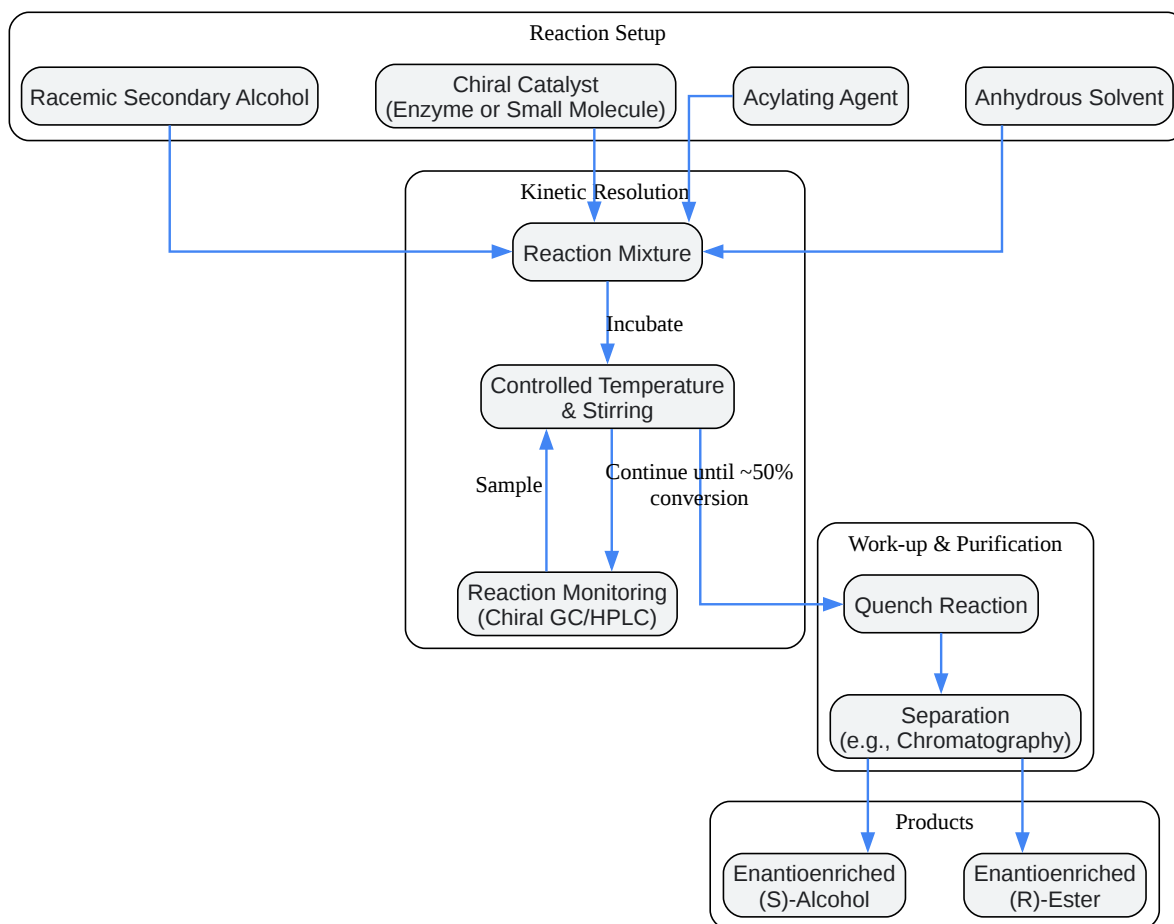 Reaction Setup
Racemic Secondary Alcohol
Chiral Catalyst
(Enzyme or Small Molecule)
Acylating Agent
Anhydrous Solvent
Kinetic Resolution
Reaction Mixture
Incubate
Controlled Temperature
& Stirring
Sample
Continue until ~50%
conversion
Reaction Monitoring
(Chiral GC/HPLC)
Work-up & Purification
Quench Reaction
Separation
(e.g., Chromatography)
Products
Enantioenriched
(S)-Alcohol
Enantioenriched
(R)-Ester